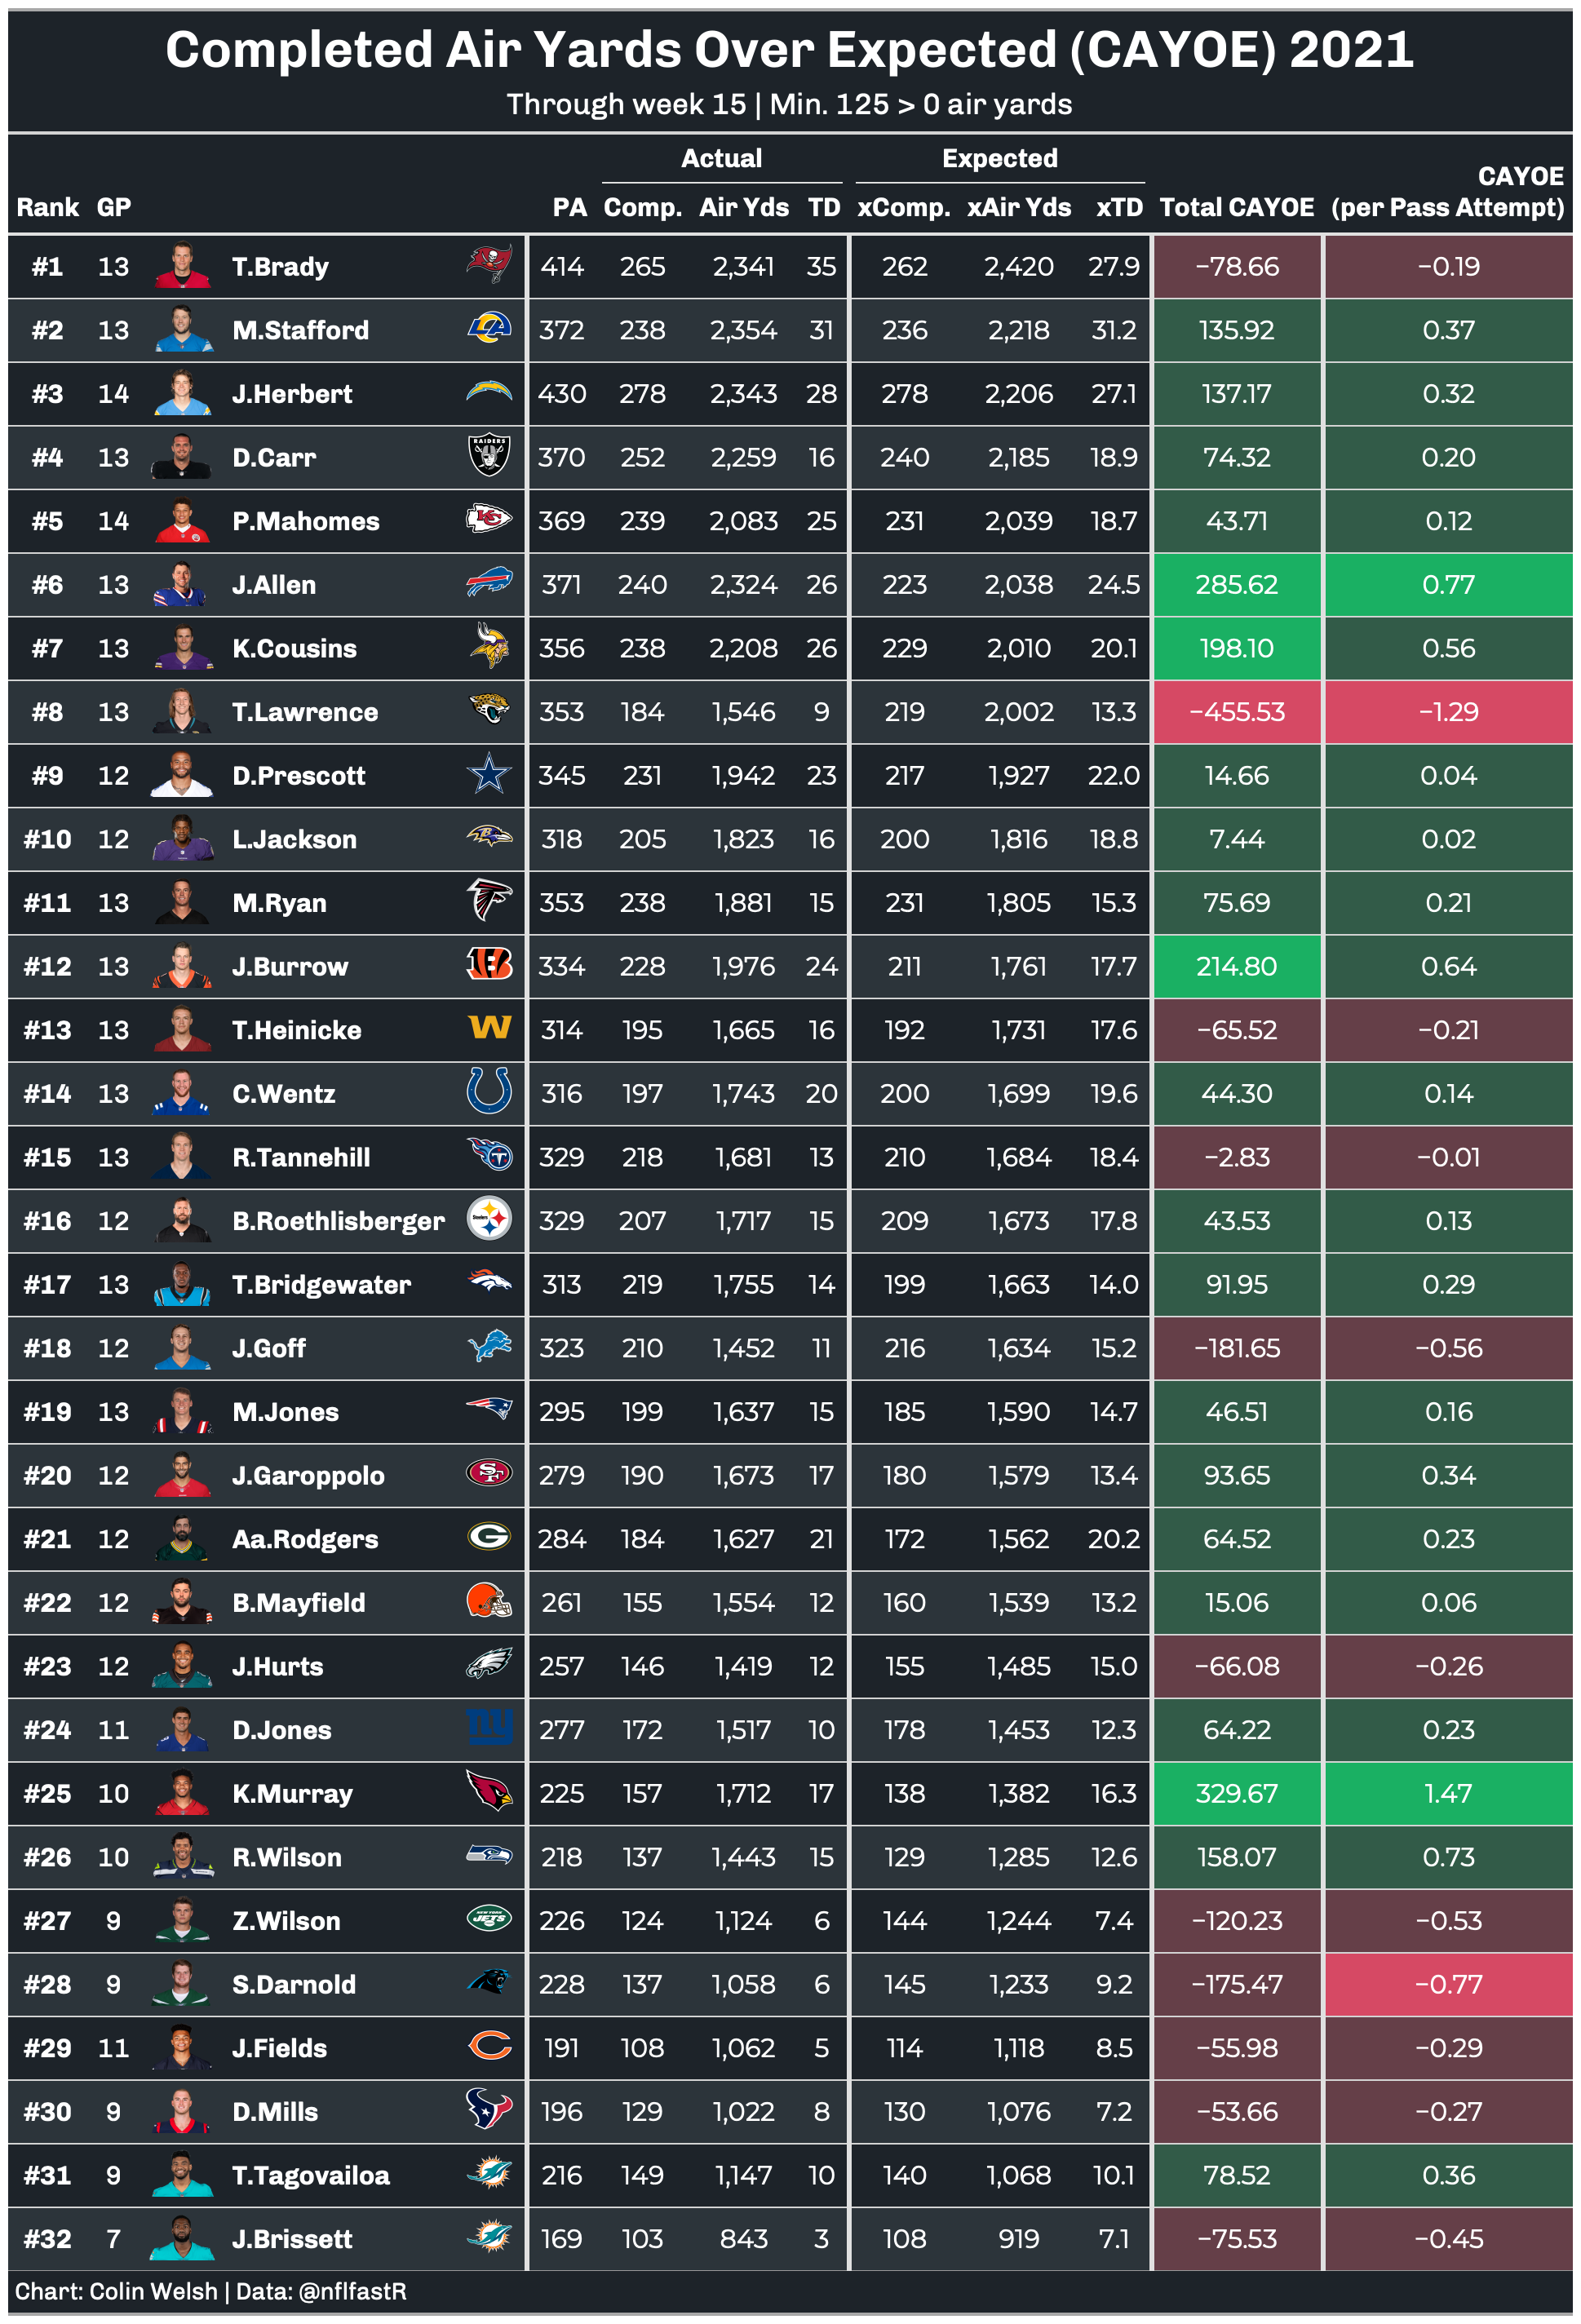 Completed Air Yards Over Expected (CAYOE) 2021
Through week 15 | Min. 125 > 0 air yards
Actual Expected CAYOE
Rank GP PA Comp. Air Yds TD xComp. xAir Yds xTD Total CAYOE (per Pass Attempt)
#1 13 T.Brady 414 265 2,341 35 262 2,420 27.9 −78.66 −0.19
#2 13 M.Stafford 372 238 2,354 31 236 2,218 31.2 135.92 0.37
#3 14 J.Herbert 430 278 2,343 28 278 2,206 27.1 137.17 0.32
#4 13 D.Carr RAIDERS 370 252 2,259 16 240 2,185 18.9 74.32 0.20
#5 14 P.Mahomes KC 369 239 2,083 25 231 2,039 18.7 43.71 0.12
#6 13 J.Allen 371 240 2,324 26 223 2,038 24.5 285.62 0.77
#7 13 K.Cousins 356 238 2,208 26 229 2,010 20.1 198.10 0.56
#8 13 T.Lawrence 353 184 1,546 9 219 2,002 13.3 −455.53 −1.29
#9 12 D.Prescott 345 231 1,942 23 217 1,927 22.0 14.66 0.04
#10 12 L.Jackson 318 205 1,823 16 200 1,816 18.8 7.44 0.02
#11 13 M.Ryan 353 238 1,881 15 231 1,805 15.3 75.69 0.21
#12 13 J.Burrow B 334 228 1,976 24 211 1,761 17.7 214.80 0.64
#13 13 T.Heinicke W 314 195 1,665 16 192 1,731 17.6 −65.52 −0.21
#14 13 C.Wentz 316 197 1,743 20 200 1,699 19.6 44.30 0.14
#15 13 R.Tannehill T 329 218 1,681 13 210 1,684 18.4 −2.83 −0.01
#16 12 B.Roethlisberger Steelers 329 207 1,717 15 209 1,673 17.8 43.53 0.13
#17 13 T.Bridgewater 313 219 1,755 14 199 1,663 14.0 91.95 0.29
#18 12 J.Goff 323 210 1,452 11 216 1,634 15.2 −181.65 −0.56
#19 13 M.Jones 295 199 1,637 15 185 1,590 14.7 46.51 0.16
#20 12 J.Garoppolo SF 279 190 1,673 17 180 1,579 13.4 93.65 0.34
#21 12 Aa.Rodgers G 284 184 1,627 21 172 1,562 20.2 64.52 0.23
#22 12 B.Mayfield 261 155 1,554 12 160 1,539 13.2 15.06 0.06
#23 12 J.Hurts 257 146 1,419 12 155 1,485 15.0 −66.08 −0.26
#24 11 D.Jones ny 277 172 1,517 10 178 1,453 12.3 64.22 0.23
#25 10 K.Murray 225 157 1,712 17 138 1,382 16.3 329.67 1.47
#26 10 R.Wilson 218 137 1,443 15 129 1,285 12.6 158.07 0.73
#27 9 Z.Wilson NEW YORK JETS 226 124 1,124 6 144 1,244 7.4 −120.23 −0.53
#28 9 S.Darnold 228 137 1,058 6 145 1,233 9.2 −175.47 −0.77
#29 11 J.Fields C 191 108 1,062 5 114 1,118 8.5 −55.98 −0.29
#30 9 D.Mills 196 129 1,022 8 130 1,076 7.2 −53.66 −0.27
#31 9 T.Tagovailoa 216 149 1,147 10 140 1,068 10.1 78.52 0.36
#32 7 J.Brissett 169 103 843 3 108 919 7.1 −75.53 −0.45
Chart: Colin Welsh | Data: @nflfastR